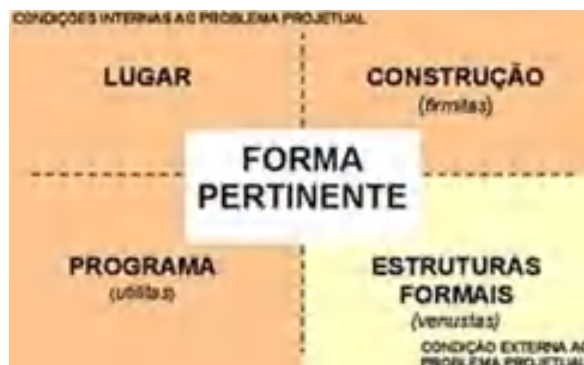 CONDIÇÕES INTERNAS AO PROBLEMA PROJETUAL
LUGAR
CONSTRUÇÃO
(firmitas)
FORMA
PERTINENTE
PROGRAMA
(utilitas)
ESTRUTURAS
FORMAIS
(venustas)
CONDIÇÃO EXTERNA AO
PROBLEMA PROJETUAL